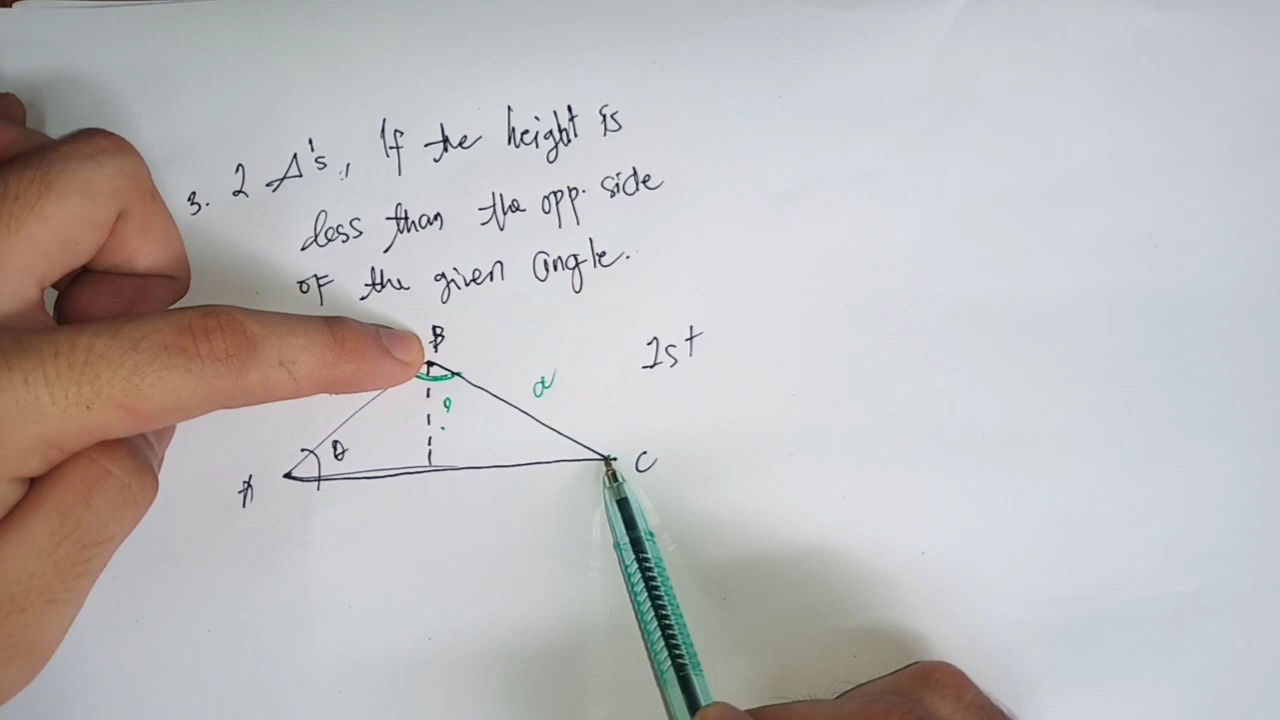 3. 2 Δ's, If the height is
less than the opp. side
of the given angle.
B
1st
a
?
θ
A
C